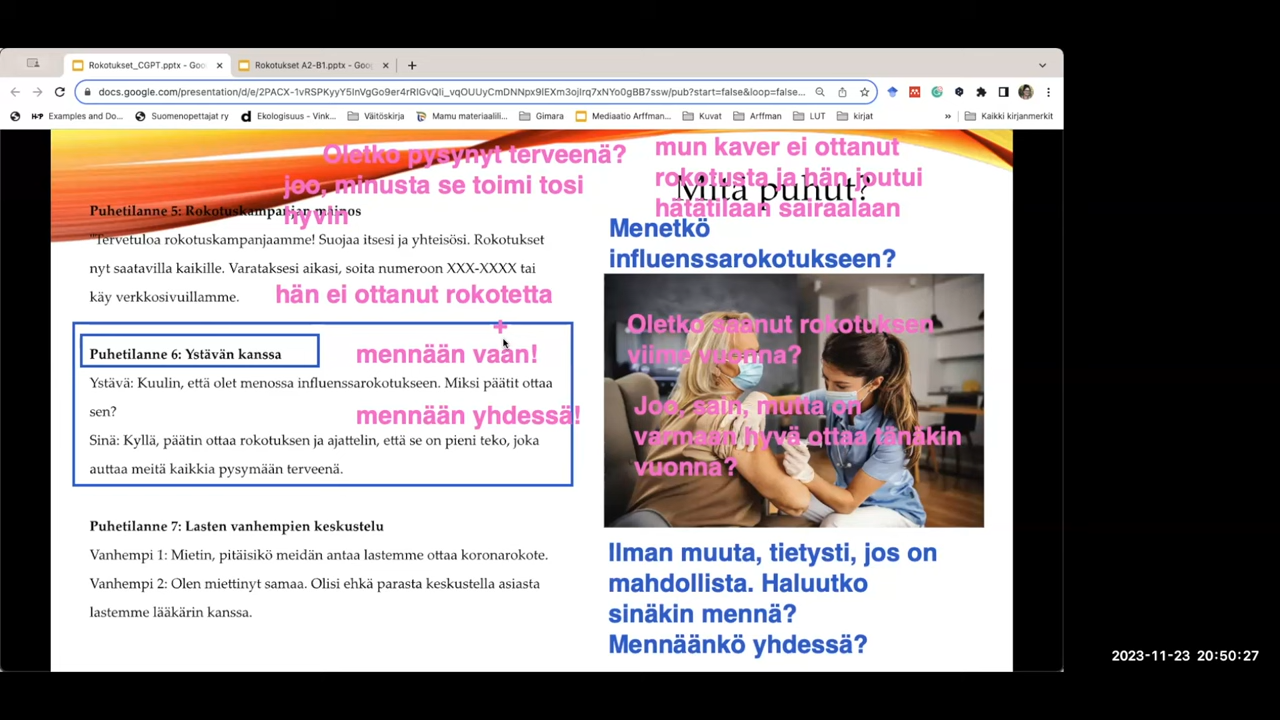 Rokotukset_CGPT.pptx - Goo
Rokotukset A2-B1.pptx - Goo
docs.google.com/presentation/d/e/2PACX-1vRSPKyyY5InVgGo9er4rRIGvQIi_vqOUUyCmDNNpx9lEXm3ojIrq7xNYo0gBB7ssw/pub?start=false&loop=false...
Examples and Do...
Suomenopettajat ry
Ekologisuus - Vink...
Väitöskirja
Mamu materiaalili...
Gimara
Mediaatio Arffman...
Kuvat
Arffman
LUT
kirjat
»
Kaikki kirjanmerkit
Oletko pysynyt terveenä?
joo, minusta se toimi tosi
hyvin
mun kaver ei ottanut
rokotusta ja hän joutui
hätätilaan sairaalaan
Mitä puhut?
Puhetilanne 5: Rokotuskampanjan mainos
"Tervetuloa rokotuskampanjaamme! Suojaa itsesi ja yhteisösi. Rokotukset
nyt saatavilla kaikille. Varataksesi aikasi, soita numeroon XXX-XXXX tai
käy verkkosivuillamme.
hän ei ottanut rokotetta
+
mennään vaan!
mennään yhdessä!
Puhetilanne 6: Ystävän kanssa
Ystävä: Kuulin, että olet menossa influenssarokotukseen. Miksi päätit ottaa
sen?
Sinä: Kyllä, päätin ottaa rokotuksen ja ajattelin, että se on pieni teko, joka
auttaa meitä kaikkia pysymään terveenä.
Puhetilanne 7: Lasten vanhempien keskustelu
Vanhempi 1: Mietin, pitäisikö meidän antaa lastemme ottaa koronarokote.
Vanhempi 2: Olen miettinyt samaa. Olisi ehkä parasta keskustella asiasta
lastemme lääkärin kanssa.
Menetkö
influenssarokotukseen?
Oletko saanut rokotuksen
viime vuonna?
Joo, sain, mutta on
varmaan hyvä ottaa tänäkin
vuonna?
Ilman muuta, tietysti, jos on
mahdollista. Haluutko
sinäkin mennä?
Mennäänkö yhdessä?
2023-11-23 20:50:27